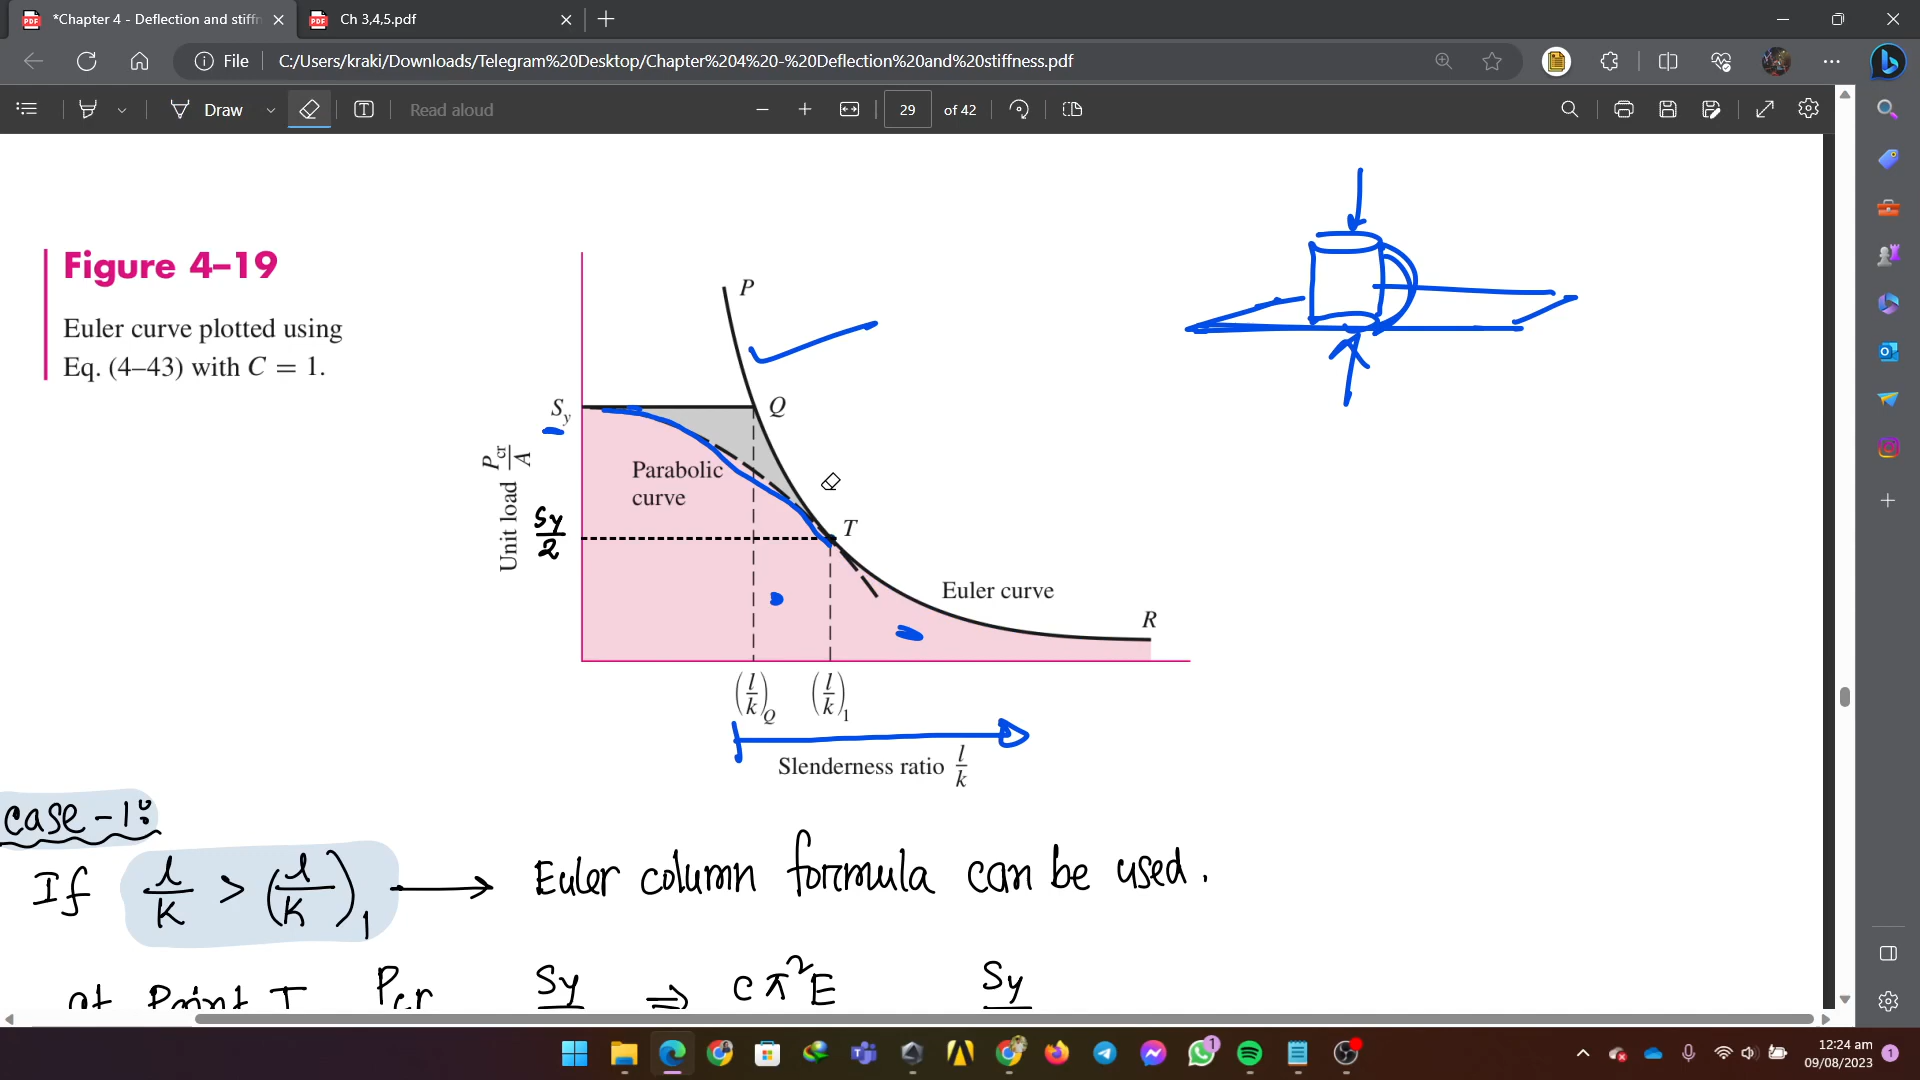 *Chapter 4 - Deflection and stiffn
Ch 3,4,5.pdf
File
C:/Users/kraki/Downloads/Telegram%20Desktop/Chapter%204%20-%20Deflection%20and%20stiffness.pdf
Draw
Read aloud
29
of 42
Figure 4–19
Euler curve plotted using
Eq. (4–43) with C = 1.
P
Sy
Q
Unit load Pcr/A
Parabolic
curve
Sy/2
T
Euler curve
R
(l/k)Q
(l/k)1
Slenderness ratio l/k
case-1:
If l/k > (l/k)1 → Euler column formula can be used.
at Point T Pcr Sy ⇒ cπ²E Sy
1
12:24 am
09/08/2023
1